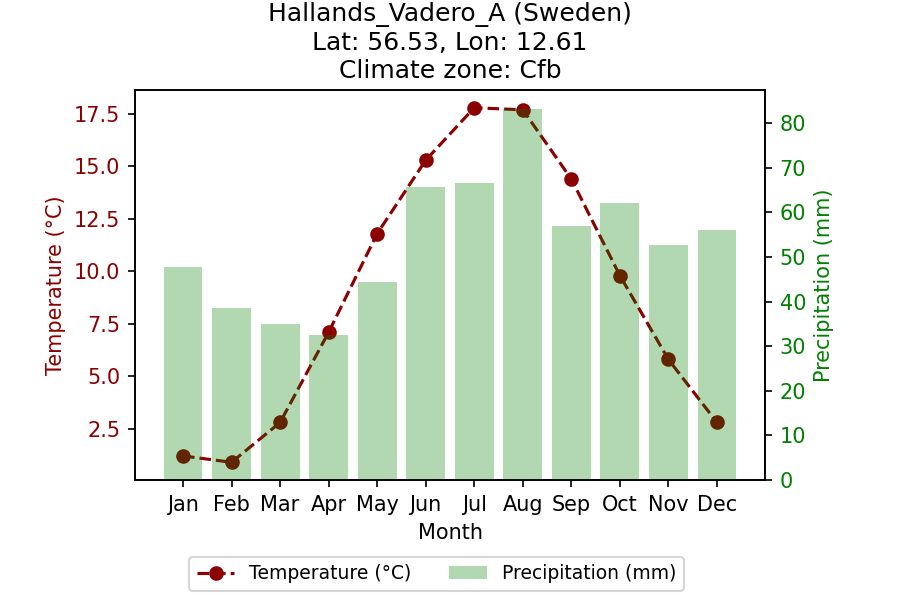 Hallands_Vadero_A (Sweden)
Lat: 56.53, Lon: 12.61
Climate zone: Cfb
17.5
15.0
12.5
10.0
7.5
5.0
2.5
Temperature (°C)
80
70
60
50
40
30
20
10
0
Precipitation (mm)
Jan Feb Mar Apr May Jun Jul Aug Sep Oct Nov Dec
Month
Temperature (°C) Precipitation (mm)